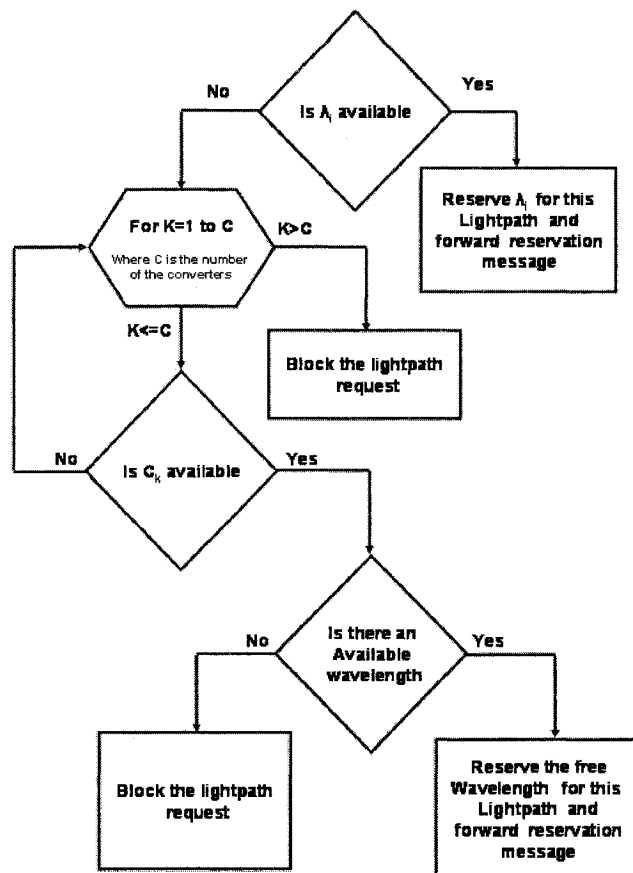 No
Yes
Is λi available
Reserve λi for this
Lightpath and
forward reservation
message
For K=1 to C
Where C is the number
of the converters
K>C
K<=C
Block the lightpath
request
No
Is Ck available
Yes
No
Is there an
Available
wavelength
Yes
Block the lightpath
request
Reserve the free
Wavelength for this
Lightpath and
forward reservation
message